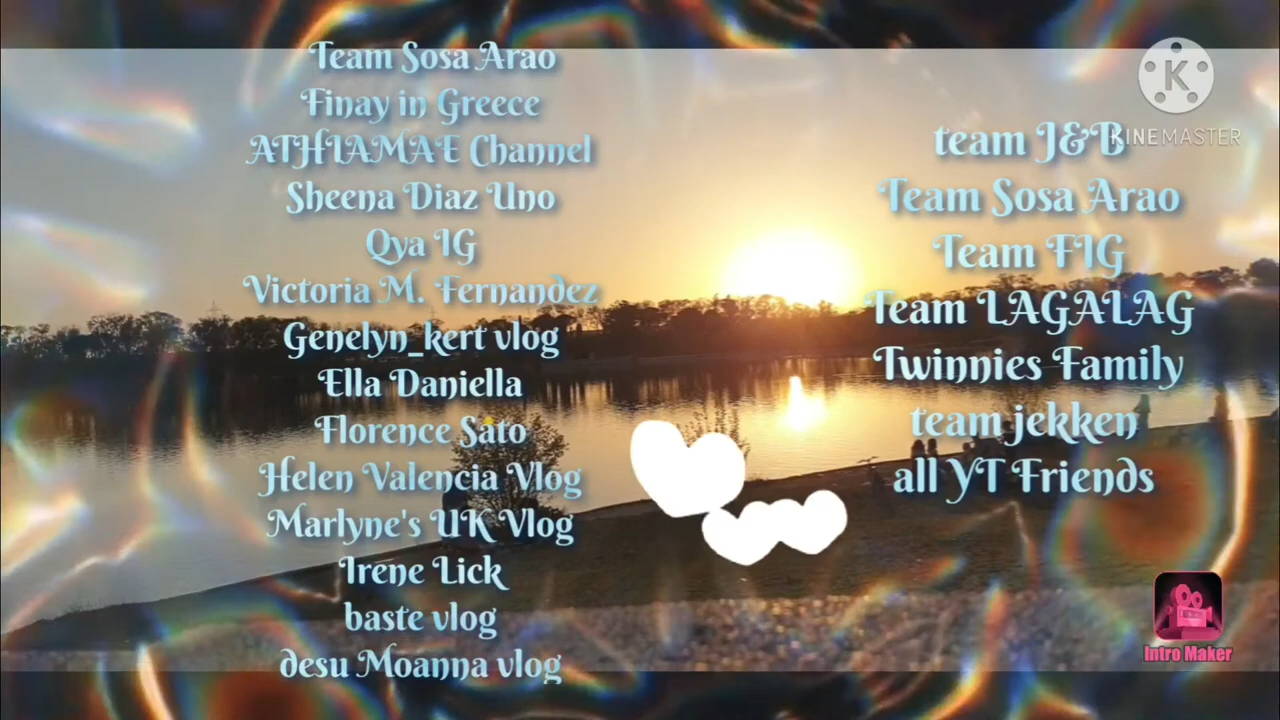 Team Sosa Arao
Finay in Greece
ATHIAMAE Channel
Sheena Diaz Uno
Qya IG
Victoria M. Fernandez
Genelyn_kert vlog
Ella Daniella
Florence Sato
Helen Valencia Vlog
Marlyne's UK Vlog
Irene Lick
baste vlog
desu Moanna vlog
K
KINEMASTER
team J&B
Team Sosa Arao
Team FIG
Team LAGALAG
Twinnies Family
team jekken
all YT Friends
Intro Maker